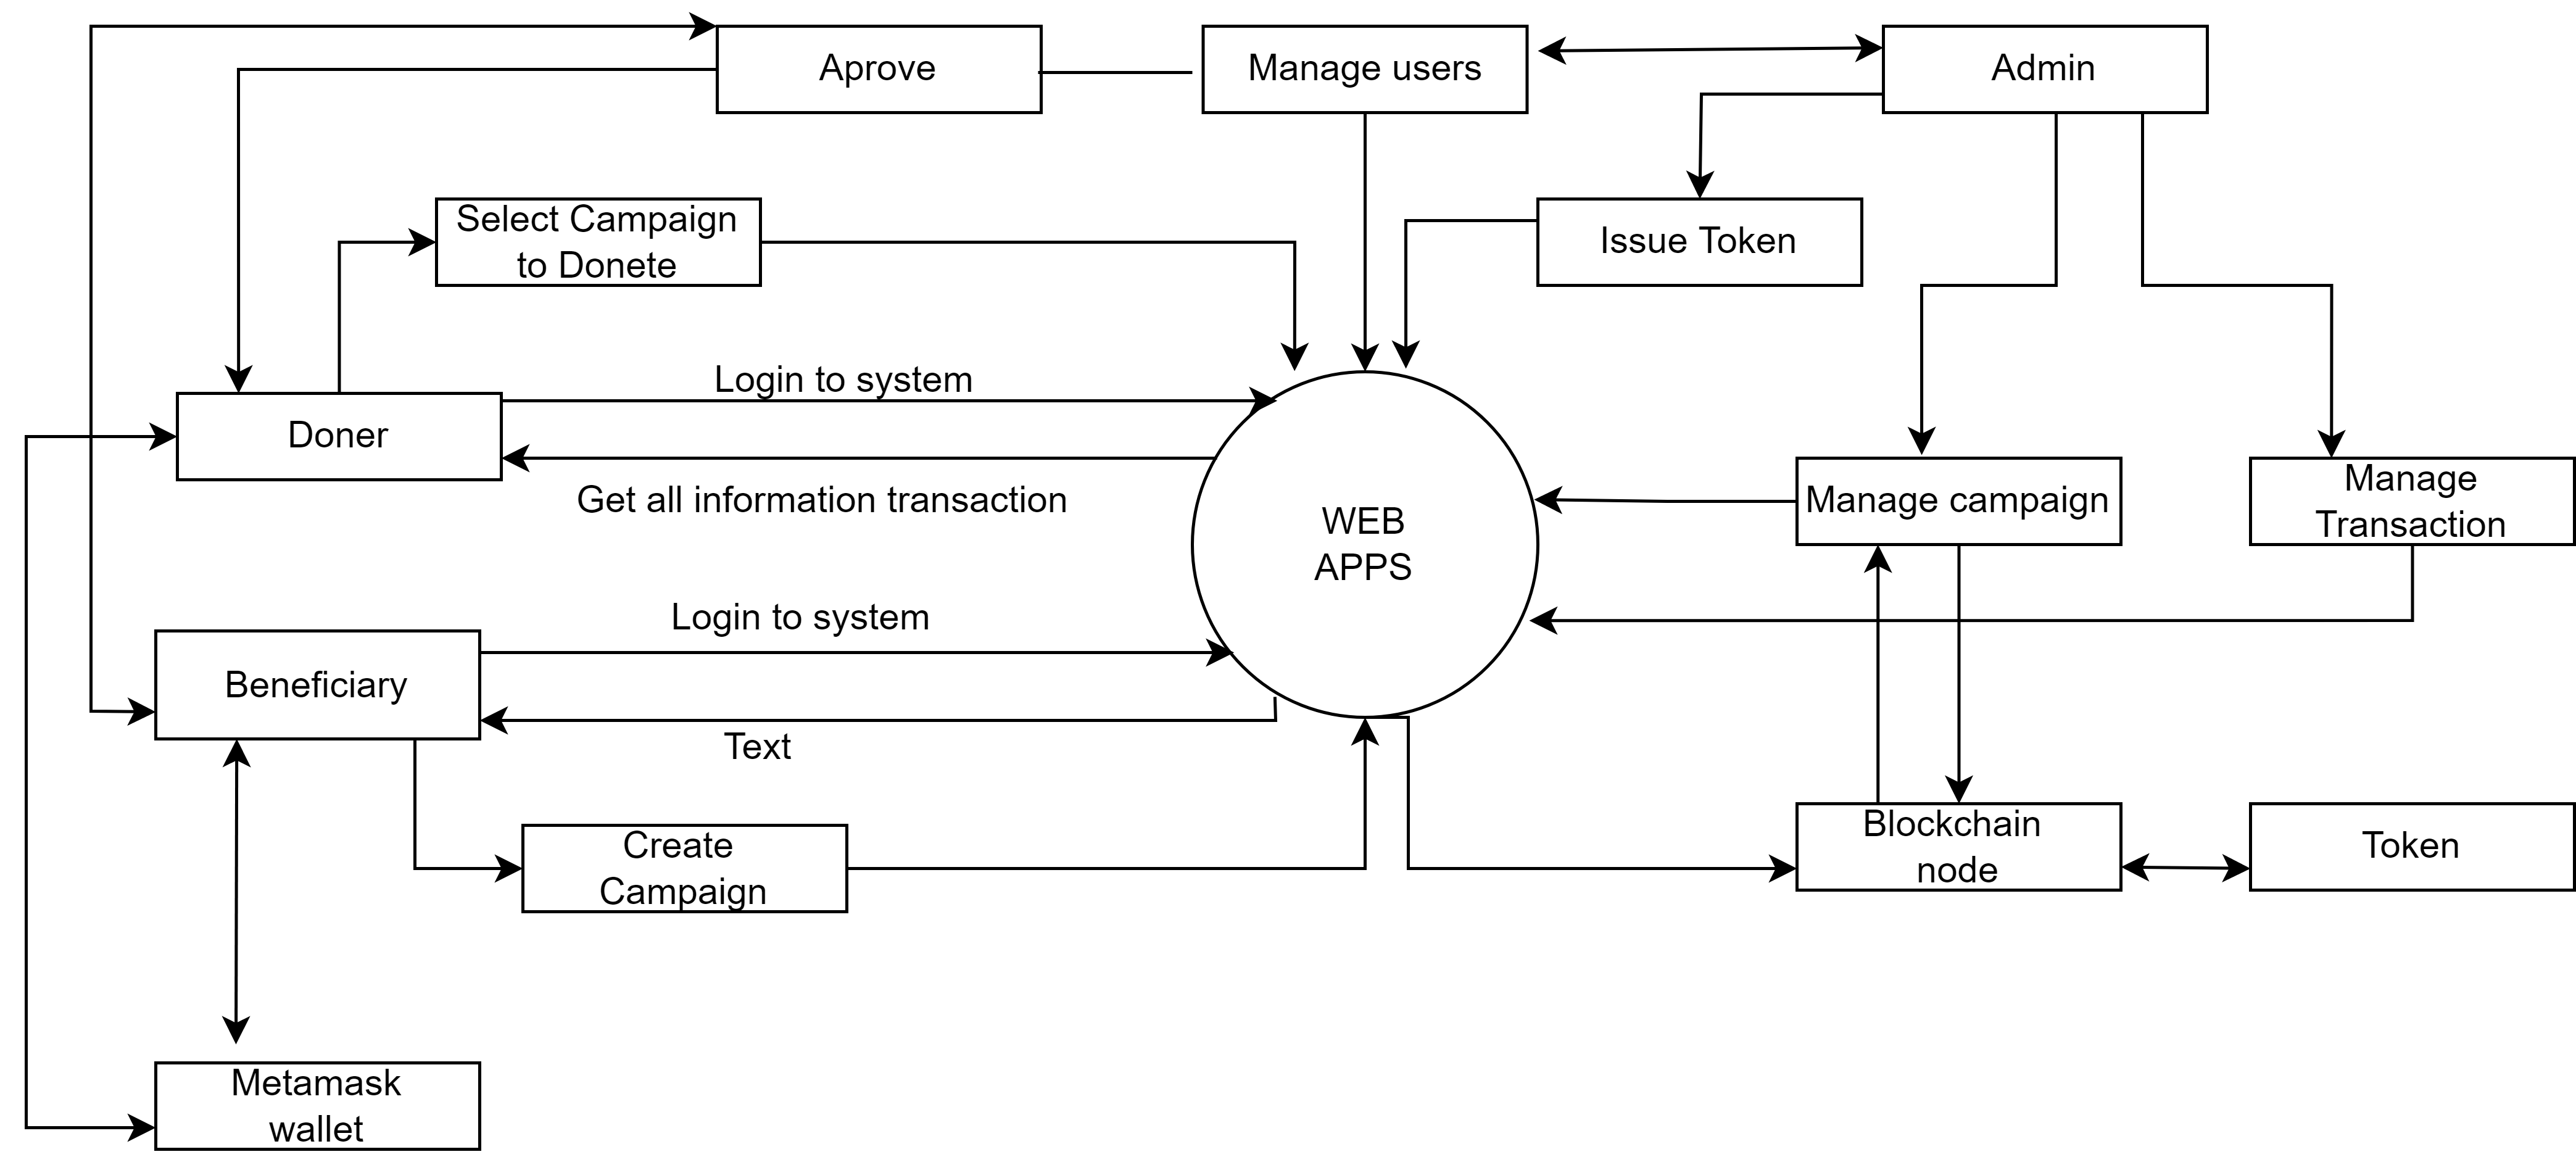 Aprove
Manage users
Admin
Select Campaign
to Donete
Issue Token
Login to system
Doner
Get all information transaction
WEB
APPS
Manage campaign
Manage
Transaction
Login to system
Beneficiary
Text
Create
Campaign
Blockchain
node
Token
Metamask
wallet